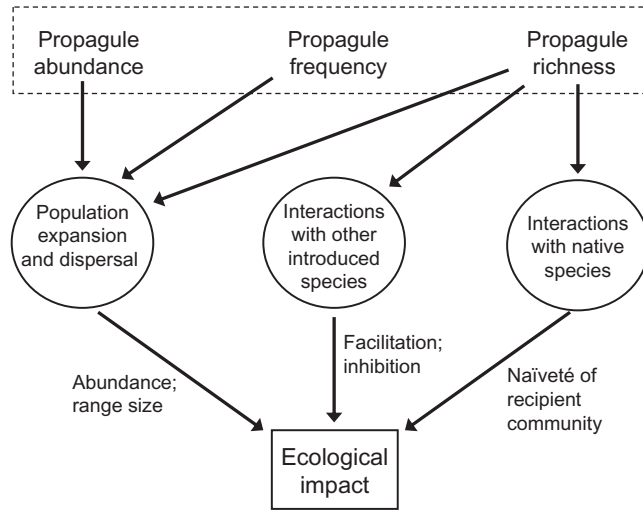 Propagule
abundance
Propagule
frequency
Propagule
richness
Population
expansion
and dispersal
Interactions
with other
introduced
species
Interactions
with native
species
Abundance;
range size
Facilitation;
inhibition
Naïveté of
recipient
community
Ecological
impact